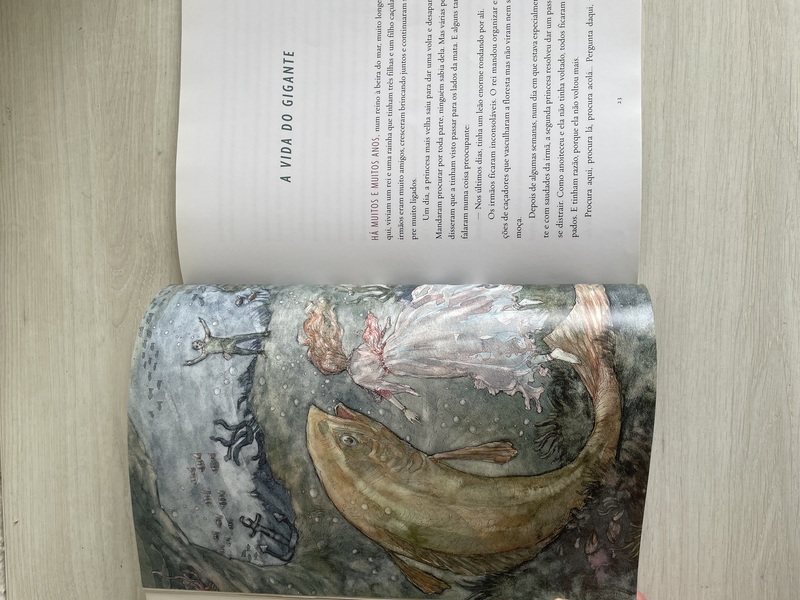 A VIDA DO GIGANTE
HÁ MUITOS E MUITOS ANOS, num reino à beira do mar, muito longe
qui, viviam um rei e uma rainha que tinham três filhas e um filho caçula
irmãos eram muito amigos, cresceram brincando juntos e continuaram
pre muito ligados.
Um dia, a princesa mais velha saiu para dar uma volta e desapar
Mandaram procurar por toda parte, ninguém sabia dela. Mas várias pe
disseram que a tinham visto passar para os lados da mata. E alguns
falaram numa coisa preocupante:
— Nos últimos dias, tinha um leão enorme rondando por ali.
Os irmãos ficaram inconsoláveis. O rei mandou organizar e
ções de caçadores que vasculharam a floresta mas não viram nem s
moça.
Depois de algumas semanas, num dia em que estava especialmen
te e com saudades da irmã, a segunda princesa resolveu dar um pass
se distrair. Como anoiteceu e ela não tinha voltado, todos ficaram
pados. E tinham razão, porque ela não voltou mais.
Procura aqui, procura lá, procura acolá... Pergunta daqui,
23